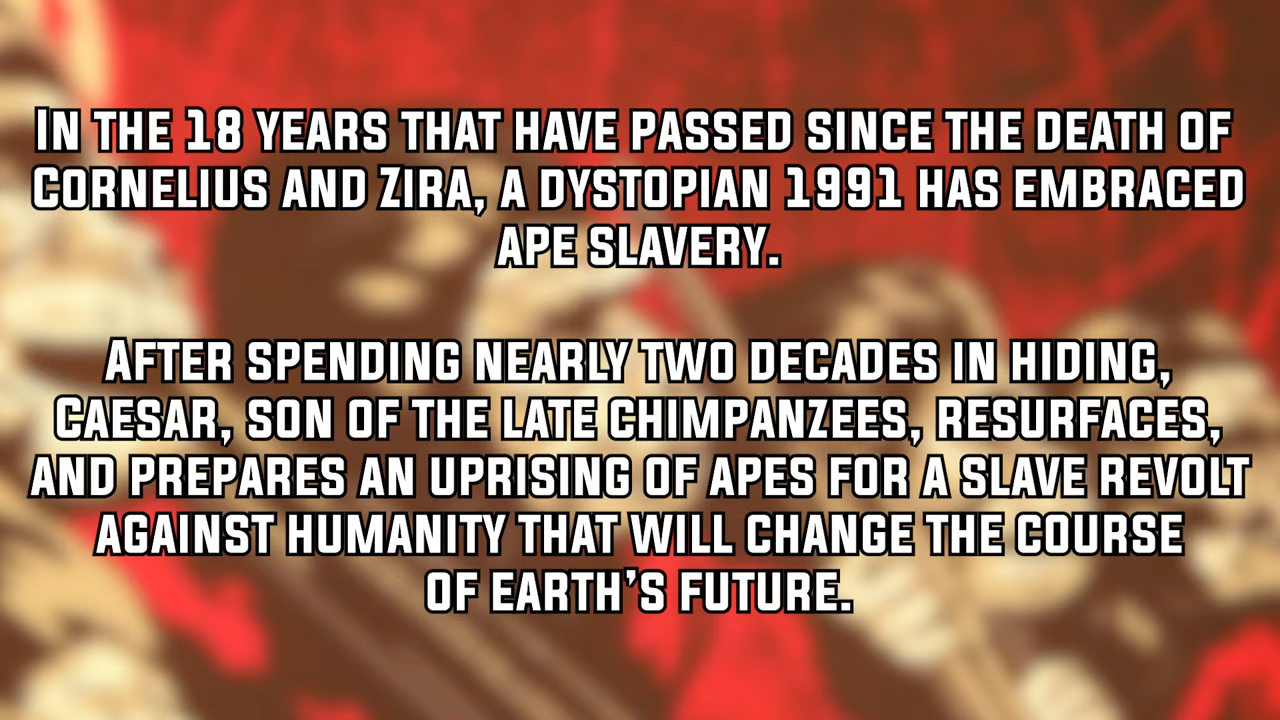 In the 18 years that have passed since the death of
Cornelius and Zira, a dystopian 1991 has embraced
ape slavery.
After spending nearly two decades in hiding,
Caesar, son of the late chimpanzees, resurfaces,
and prepares an uprising of apes for a slave revolt
against humanity that will change the course
of Earth’s future.